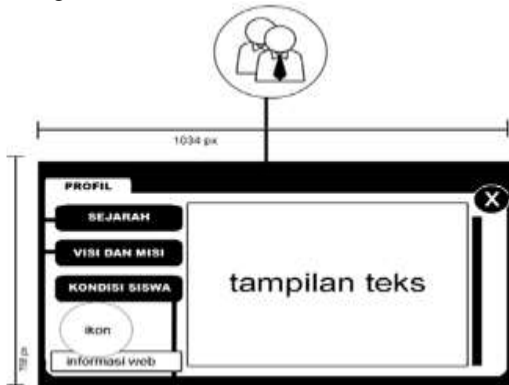 1034 px
PROFIL
X
SEJARAH
VISI DAN MISI
KONDISI SISWA
tampilan teks
ikon
informasi web